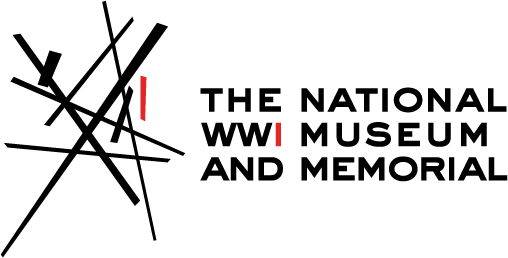 THE NATIONAL
WWI MUSEUM
AND MEMORIAL